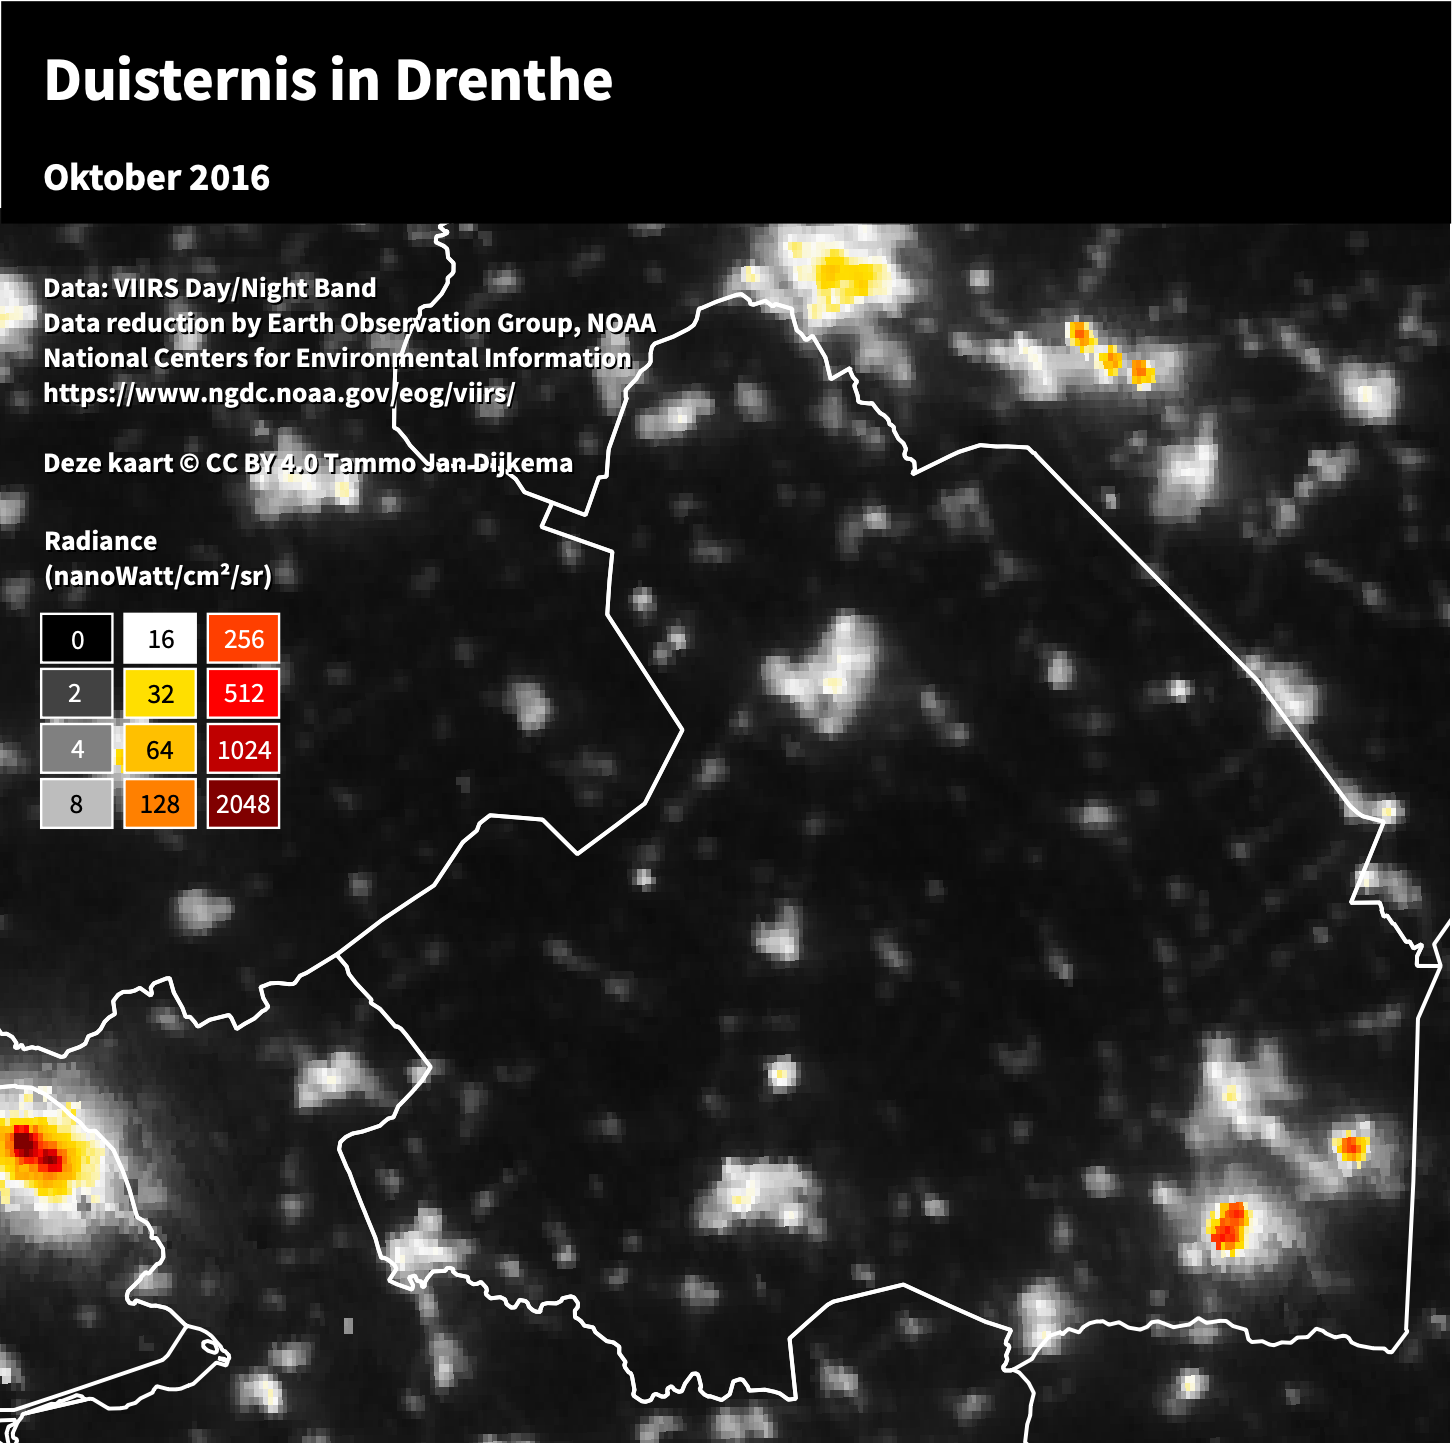 Duisternis in Drenthe
Oktober 2016
Data: VIIRS Day/Night Band
Data reduction by Earth Observation Group, NOAA
National Centers for Environmental Information
https://www.ngdc.noaa.gov/eog/viirs/
Deze kaart © CC BY 4.0 Tammo Jan Dijkema
Radiance
(nanoWatt/cm²/sr)
0 16 256
2 32 512
4 64 1024
8 128 2048